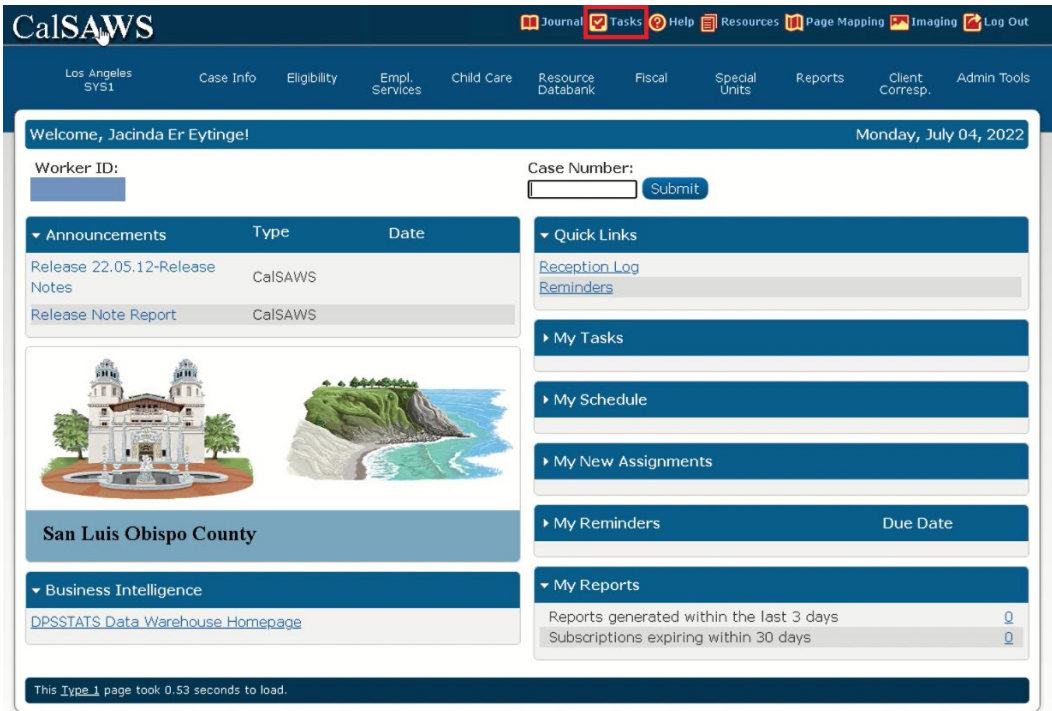 CalSAWS
Journal Tasks Help Resources Page Mapping Imaging Log Out
Los Angeles
SYS1
Case Info
Eligibility
Empl.
Services
Child Care
Resource
Databank
Fiscal
Special
Units
Reports
Client
Corresp.
Admin Tools
Welcome, Jacinda Er Eytinge!
Monday, July 04, 2022
Worker ID:
Case Number:
Submit
Announcements Type Date
Release 22.05.12-Release
Notes
CalSAWS
Release Note Report CalSAWS
San Luis Obispo County
Business Intelligence
DPSSTATS Data Warehouse Homepage
Quick Links
Reception Log
Reminders
My Tasks
My Schedule
My New Assignments
My Reminders Due Date
My Reports
Reports generated within the last 3 days 0
Subscriptions expiring within 30 days 0
This Type 1 page took 0.53 seconds to load.